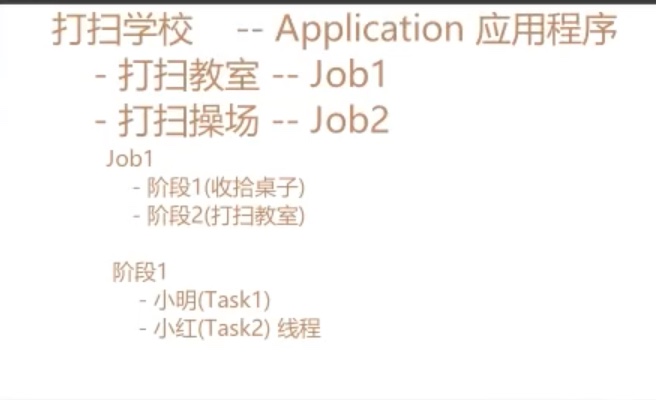 打扫学校 -- Application 应用程序
- 打扫教室 -- Job1
- 打扫操场 -- Job2
Job1
- 阶段1(收拾桌子)
- 阶段2(打扫教室)
阶段1
- 小明(Task1)
- 小红(Task2) 线程